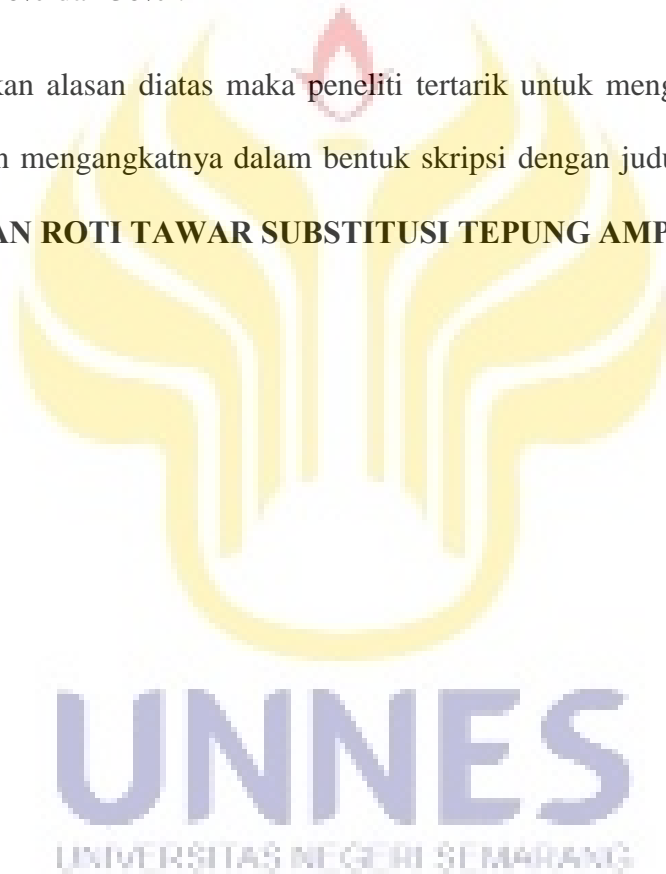 kan alasan diatas maka peneliti tertarik untuk meng
n mengangkatnya dalam bentuk skripsi dengan judu
AN ROTI TAWAR SUBSTITUSI TEPUNG AMP
UNNES
UNIVERSITAS NEGERI SEMARANG